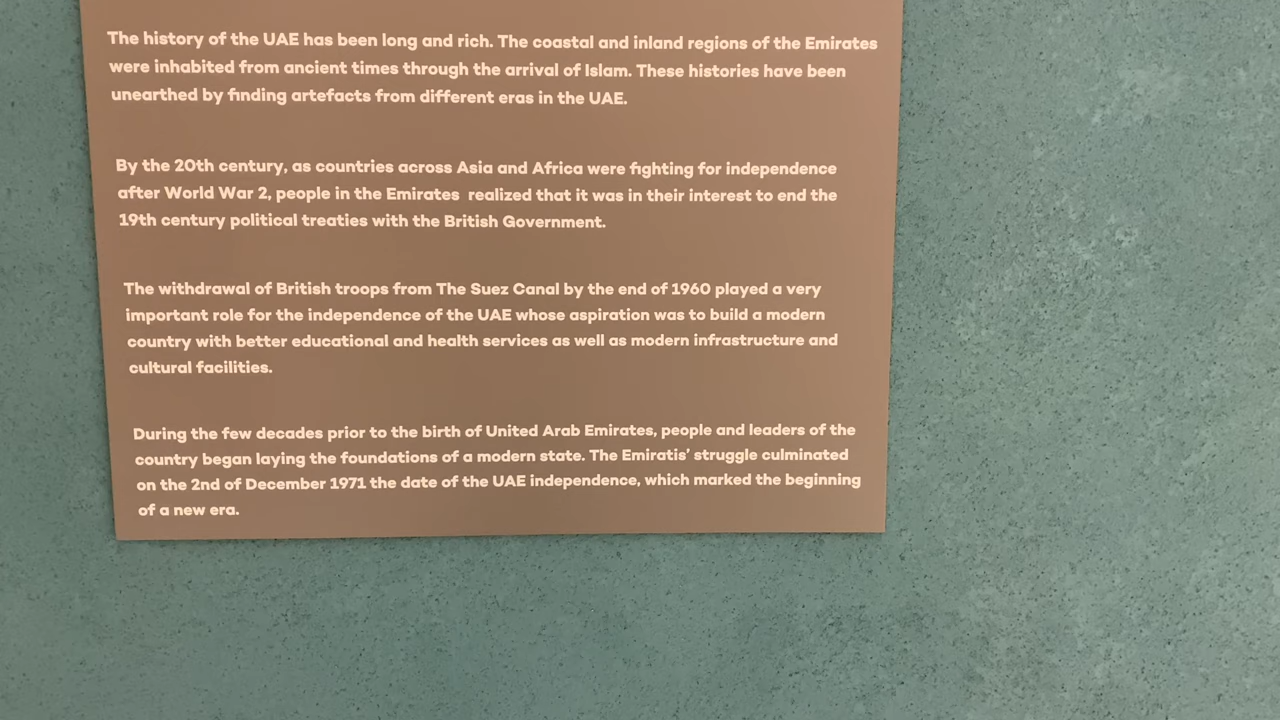 The history of the UAE has been long and rich. The coastal and inland regions of the Emirates
were inhabited from ancient times through the arrival of Islam. These histories have been
unearthed by finding artefacts from different eras in the UAE.
By the 20th century, as countries across Asia and Africa were fighting for independence
after World War 2, people in the Emirates realized that it was in their interest to end the
19th century political treaties with the British Government.
The withdrawal of British troops from The Suez Canal by the end of 1960 played a very
important role for the independence of the UAE whose aspiration was to build a modern
country with better educational and health services as well as modern infrastructure and
cultural facilities.
During the few decades prior to the birth of United Arab Emirates, people and leaders of the
country began laying the foundations of a modern state. The Emiratis’ struggle culminated
on the 2nd of December 1971 the date of the UAE independence, which marked the beginning
of a new era.